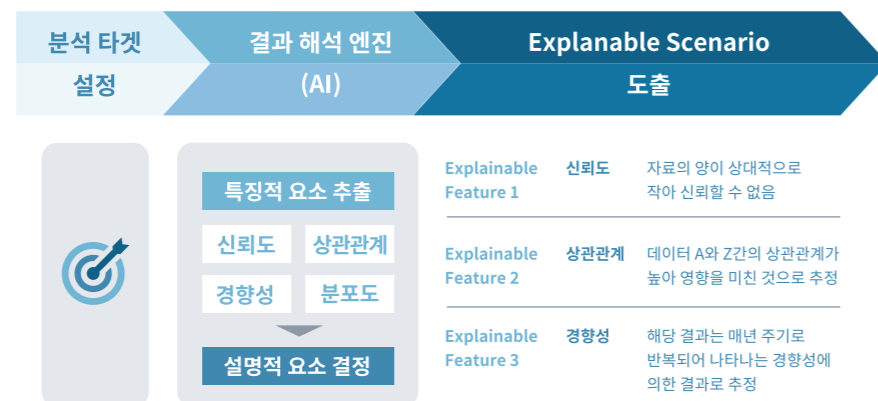 분석 타겟
설정
결과 해석 엔진
(AI)
Explanable Scenario
도출
특징적 요소 추출
신뢰도
상관관계
경향성
분포도
설명적 요소 결정
Explainable
Feature 1
신뢰도
자료의 양이 상대적으로
작아 신뢰할 수 없음
Explainable
Feature 2
상관관계
데이터 A와 Z간의 상관관계가
높아 영향을 미친 것으로 추정
Explainable
Feature 3
경향성
해당 결과는 매년 주기로
반복되어 나타나는 경향성에
의한 결과로 추정